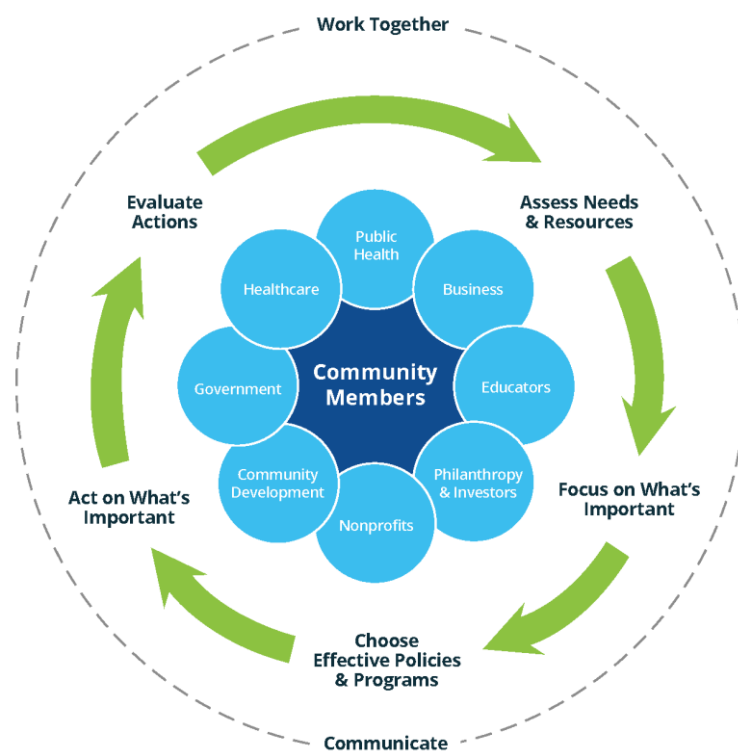 Work Together
Evaluate
Actions
Assess Needs
& Resources
Public
Health
Healthcare
Business
Government
Community
Members
Educators
Community
Development
Philanthropy
& Investors
Nonprofits
Act on What's
Important
Focus on What's
Important
Choose
Effective Policies
& Programs
Communicate